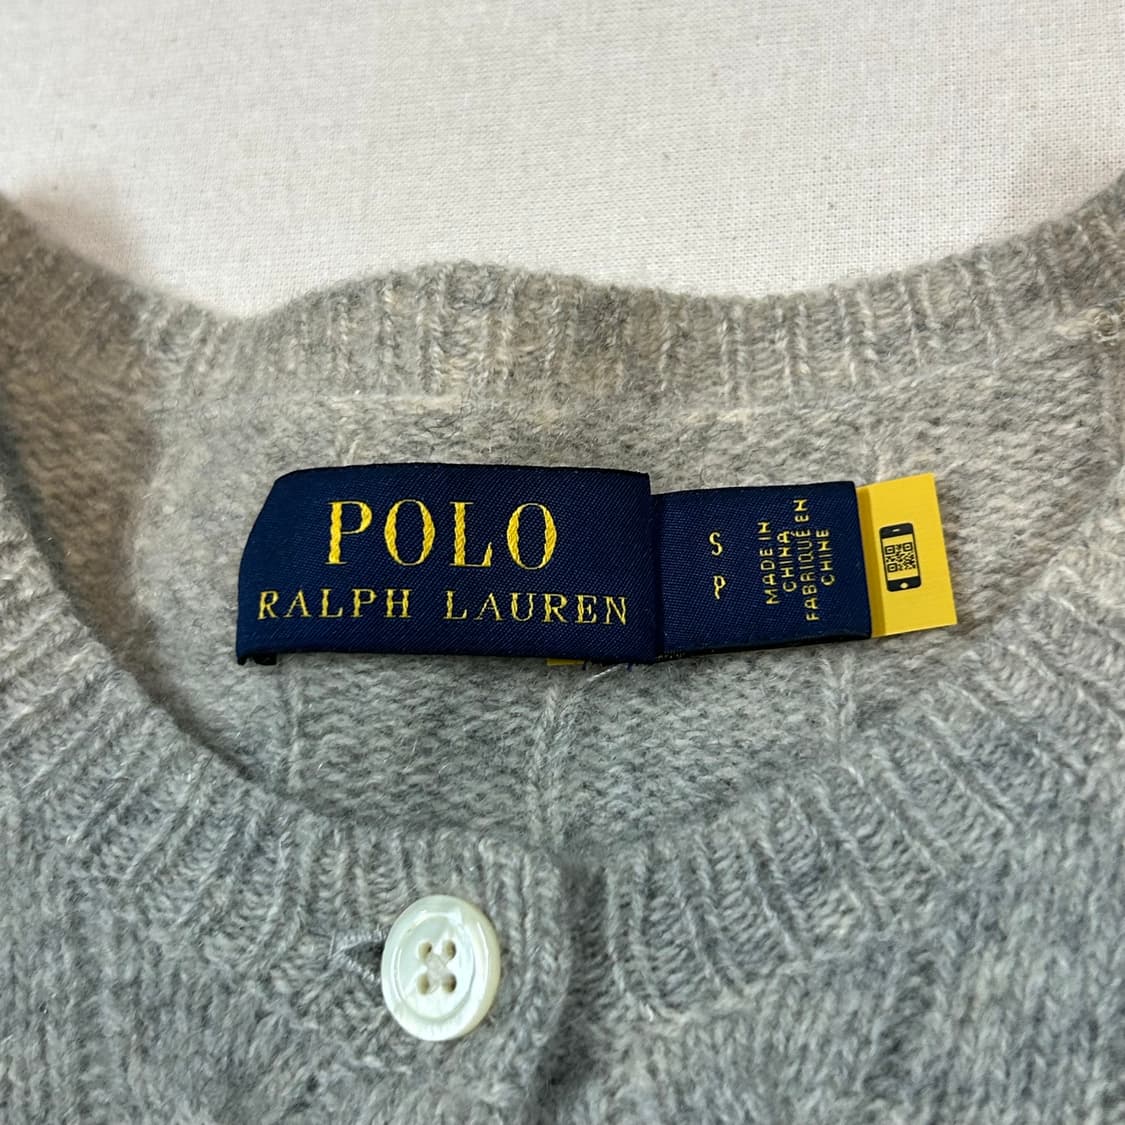 POLO
RALPH LAUREN
S
P
MADE IN
CHINA
FABRIQUÉ EN
CHINE